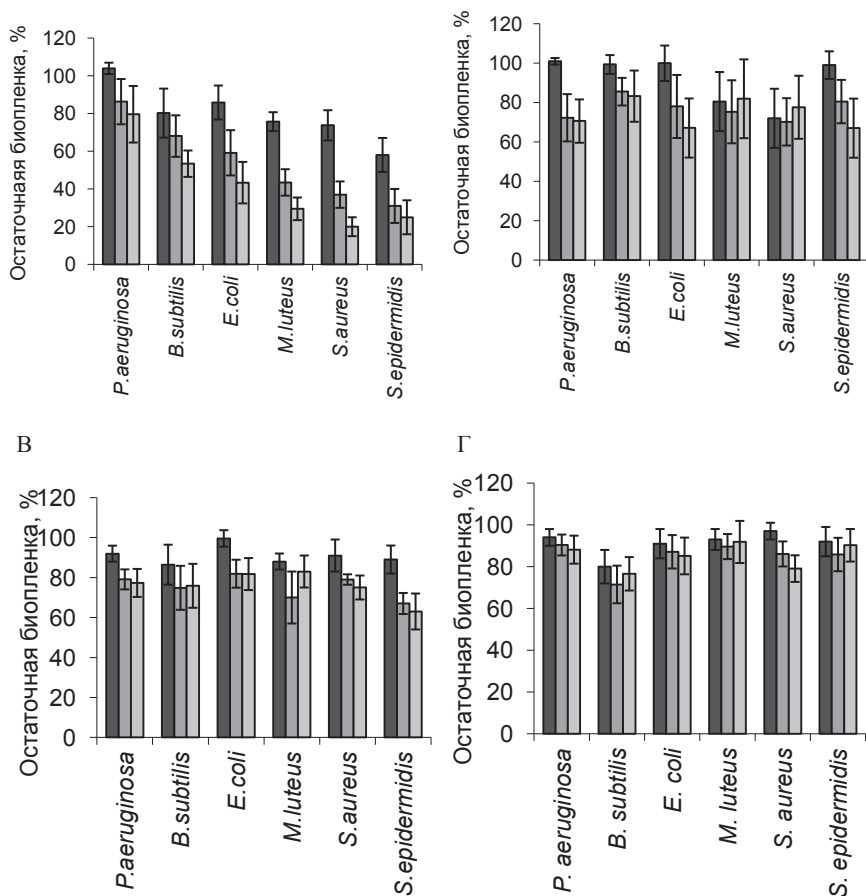 Остаточнаяя биопленка, %
120
100
80
60
40
20
0
P.aeruginosa
B.subtilis
E.coli
M.luteus
S.aureus
S.epidermidis
Остаточная биопленка, %
120
100
80
60
40
20
0
P.aeruginosa
B.subtilis
E.coli
M.luteus
S.aureus
S.epidermidis
В
Остаточная биопленка, %
120
100
80
60
40
20
0
P.aeruginosa
B.subtilis
E.coli
M.luteus
S.aureus
S.epidermidis
Г
Остаточная биопленка, %
120
100
80
60
40
20
0
P. aeruginosa
B. subtilis
E. coli
M. luteus
S. aureus
S. epidermidis